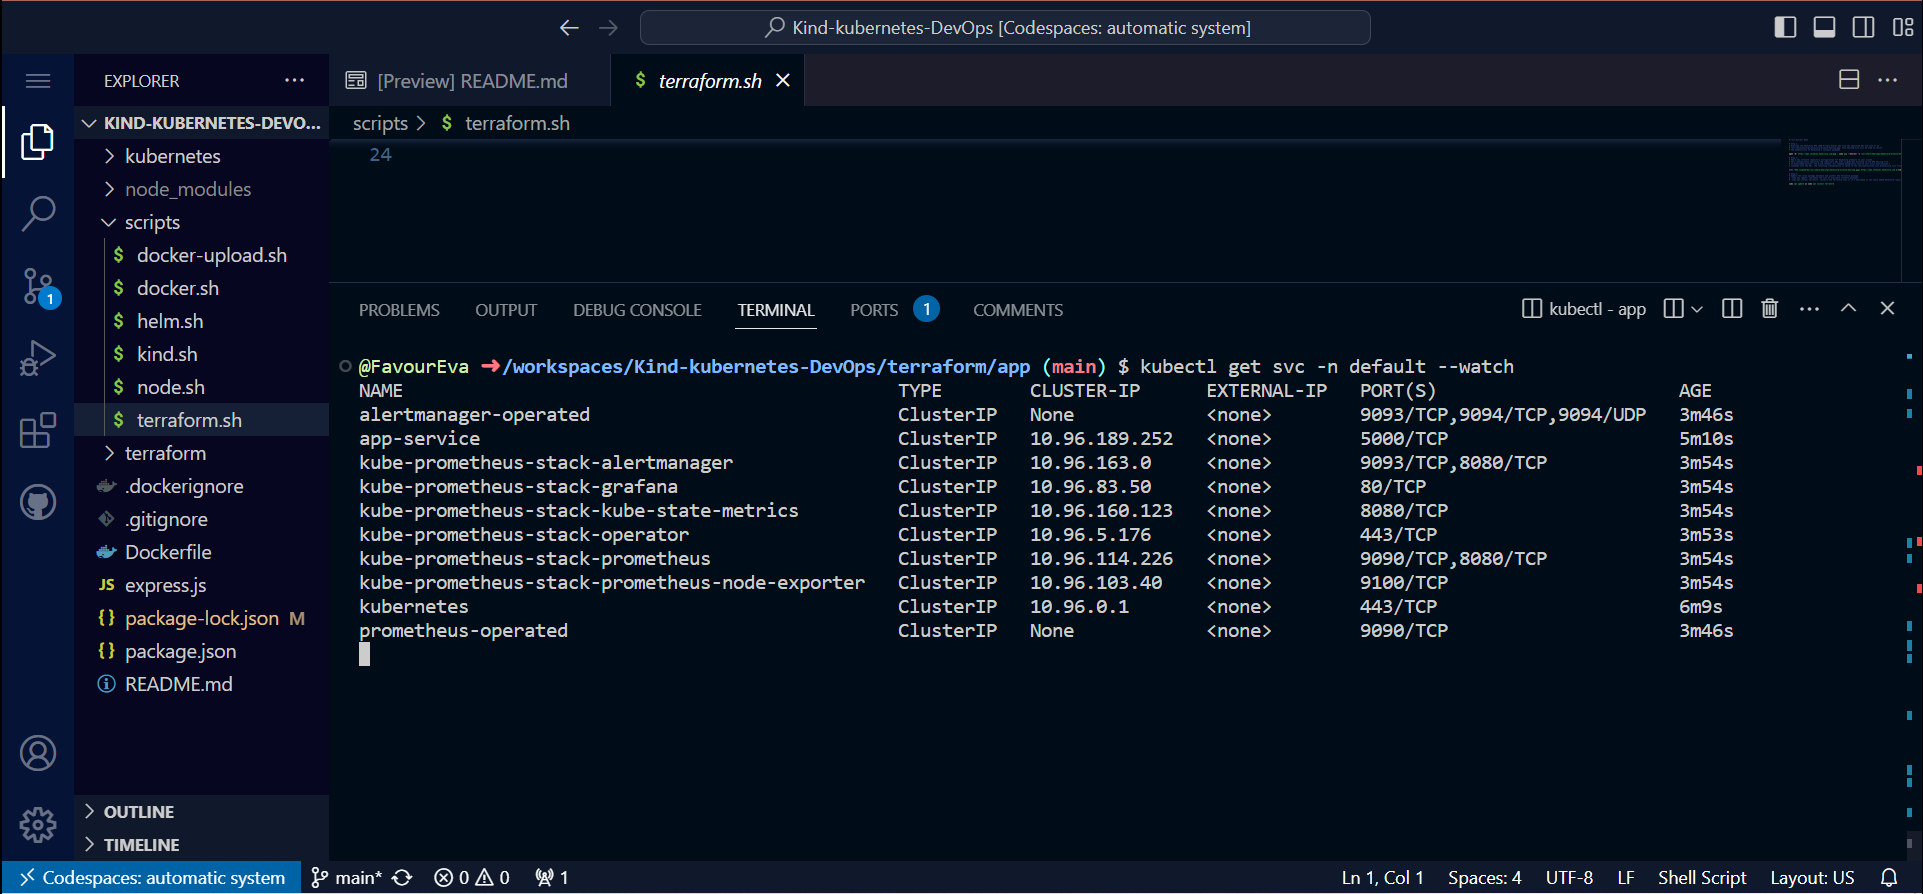 Kind-kubernetes-DevOps [Codespaces: automatic system]
EXPLORER
[Preview] README.md
$ terraform.sh
KIND-KUBERNETES-DEVO...
scripts > $ terraform.sh
24
kubernetes
node_modules
scripts
$ docker-upload.sh
$ docker.sh
$ helm.sh
$ kind.sh
$ node.sh
$ terraform.sh
terraform
.dockerignore
.gitignore
Dockerfile
JS express.js
{} package-lock.json M
{} package.json
README.md
OUTLINE
TIMELINE
1
PROBLEMS OUTPUT DEBUG CONSOLE TERMINAL PORTS 1 COMMENTS
kubectl - app
@FavourEva ➜/workspaces/Kind-kubernetes-DevOps/terraform/app (main) $ kubectl get svc -n default --watch
NAME TYPE CLUSTER-IP EXTERNAL-IP PORT(S) AGE
alertmanager-operated ClusterIP None <none> 9093/TCP,9094/TCP,9094/UDP 3m46s
app-service ClusterIP 10.96.189.252 <none> 5000/TCP 5m10s
kube-prometheus-stack-alertmanager ClusterIP 10.96.163.0 <none> 9093/TCP,8080/TCP 3m54s
kube-prometheus-stack-grafana ClusterIP 10.96.83.50 <none> 80/TCP 3m54s
kube-prometheus-stack-kube-state-metrics ClusterIP 10.96.160.123 <none> 8080/TCP 3m54s
kube-prometheus-stack-operator ClusterIP 10.96.5.176 <none> 443/TCP 3m53s
kube-prometheus-stack-prometheus ClusterIP 10.96.114.226 <none> 9090/TCP,8080/TCP 3m54s
kube-prometheus-stack-prometheus-node-exporter ClusterIP 10.96.103.40 <none> 9100/TCP 3m54s
kubernetes ClusterIP 10.96.0.1 <none> 443/TCP 6m9s
prometheus-operated ClusterIP None <none> 9090/TCP 3m46s
Codespaces: automatic system main* 0 0 1
Ln 1, Col 1 Spaces: 4 UTF-8 LF Shell Script Layout: US